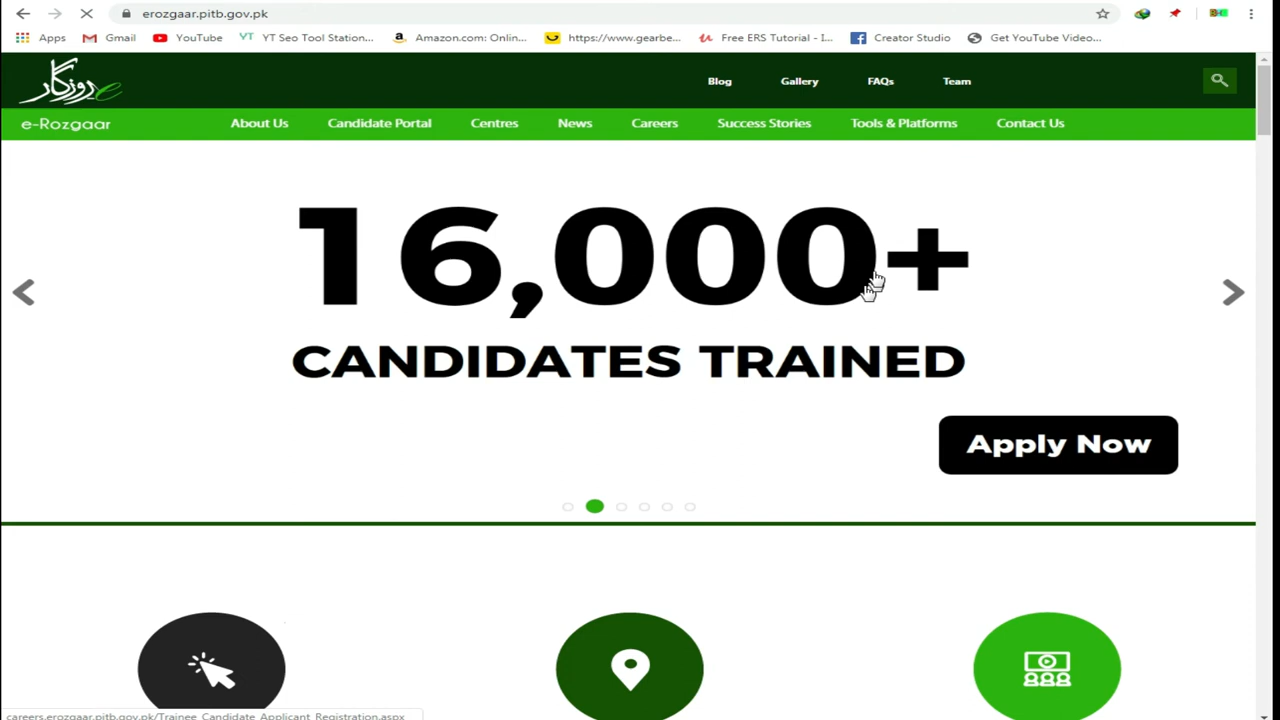 erozgaar.pitb.gov.pk
Apps Gmail YouTube YT Seo Tool Station... Amazon.com: Onlin... https://www.gearbe... Free ERS Tutorial - I... Creator Studio Get YouTube Video...
روزگار e
Blog Gallery FAQs Team
e-Rozgaar About Us Candidate Portal Centres News Careers Success Stories Tools & Platforms Contact Us
16,000+
CANDIDATES TRAINED
Apply Now
careers.erozgaar.pitb.gov.pk/Trainee_Candidate_Applicant_Registration.aspx